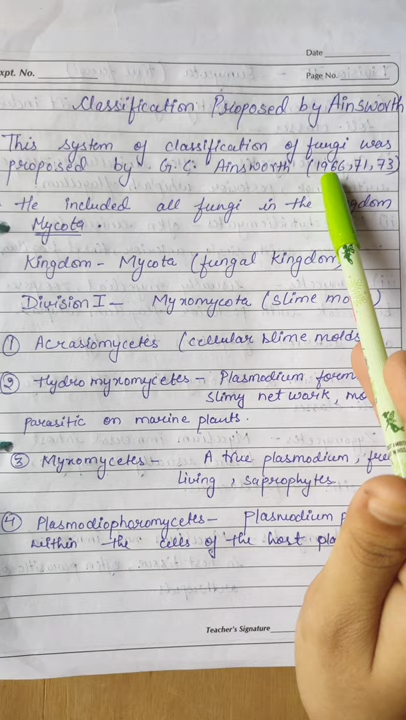 Date
xpt. No.
Page No.
Classification Proposed by Ainsworth
This system of classification of fungi was
proposed by G.C. Ainsworth (1966,71,73)
He included all fungi in the
Mycota.
Kingdom - Mycota (fungal Kingdom
Division I - Myxomycota (slime mo )
① Acrasiomycetes (cellular slime molds
② Hydromyxomycetes - Plasmodium form
slimy net work, mo
parasitic on marine plants.
③ Myxomycetes - A true plasmodium, free
living, saprophytes.
④ Plasmodiophoromycetes - Plasmodium p
within the cells of the host pla
Teacher's Signature